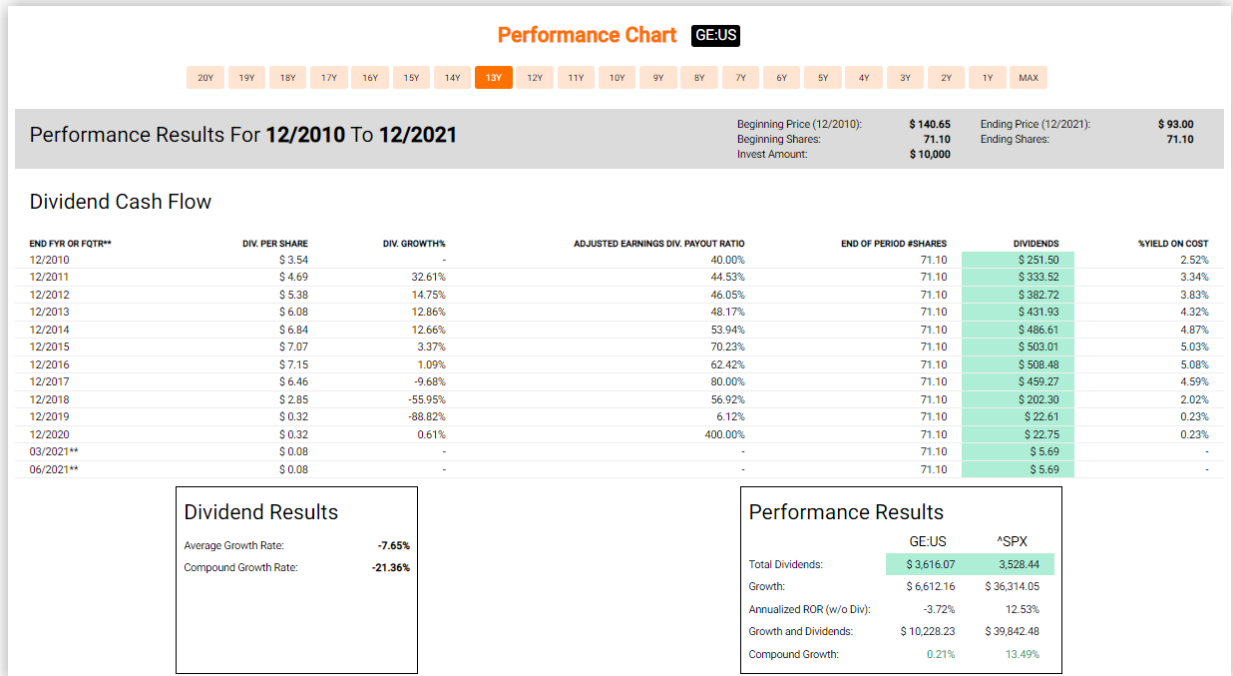 Performance Chart GE:US
20Y 19Y 18Y 17Y 16Y 15Y 14Y 13Y 12Y 11Y 10Y 9Y 8Y 7Y 6Y 5Y 4Y 3Y 2Y 1Y MAX
Performance Results For 12/2010 To 12/2021
Beginning Price (12/2010): $ 140.65 Ending Price (12/2021): $ 93.00
Beginning Shares: 71.10 Ending Shares: 71.10
Invest Amount: $ 10,000
Dividend Cash Flow
END FYR OR FQTR** DIV. PER SHARE DIV. GROWTH% ADJUSTED EARNINGS DIV. PAYOUT RATIO END OF PERIOD #SHARES DIVIDENDS %YIELD ON COST
12/2010 $ 3.54 - 40.00% 71.10 $ 251.50 2.52%
12/2011 $ 4.69 32.61% 44.53% 71.10 $ 333.52 3.34%
12/2012 $ 5.38 14.75% 46.05% 71.10 $ 382.72 3.83%
12/2013 $ 6.08 12.86% 48.17% 71.10 $ 431.93 4.32%
12/2014 $ 6.84 12.66% 53.94% 71.10 $ 486.61 4.87%
12/2015 $ 7.07 3.37% 70.23% 71.10 $ 503.01 5.03%
12/2016 $ 7.15 1.09% 62.42% 71.10 $ 508.48 5.08%
12/2017 $ 6.46 -9.68% 80.00% 71.10 $ 459.27 4.59%
12/2018 $ 2.85 -55.95% 56.92% 71.10 $ 202.30 2.02%
12/2019 $ 0.32 -88.82% 6.12% 71.10 $ 22.61 0.23%
12/2020 $ 0.32 0.61% 400.00% 71.10 $ 22.75 0.23%
03/2021** $ 0.08 - - 71.10 $ 5.69 -
06/2021** $ 0.08 - - 71.10 $ 5.69 -
Dividend Results
Average Growth Rate: -7.65%
Compound Growth Rate: -21.36%
Performance Results
GE:US ^SPX
Total Dividends: $ 3,616.07 3,528.44
Growth: $ 6,612.16 $ 36,314.05
Annualized ROR (w/o Div): -3.72% 12.53%
Growth and Dividends: $ 10,228.23 $ 39,842.48
Compound Growth: 0.21% 13.49%